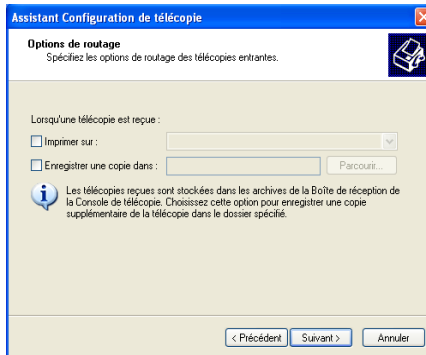 Assistant Configuration de télécopie
Options de routage
Spécifiez les options de routage des télécopies entrantes.
Lorsqu'une télécopie est reçue :
Imprimer sur :
Enregistrer une copie dans :
Parcourir...
Les télécopies reçues sont stockées dans les archives de la Boîte de réception de
la Console de télécopie. Choisissez cette option pour enregistrer une copie
supplémentaire de la télécopie dans le dossier spécifié.
< Précédent
Suivant >
Annuler